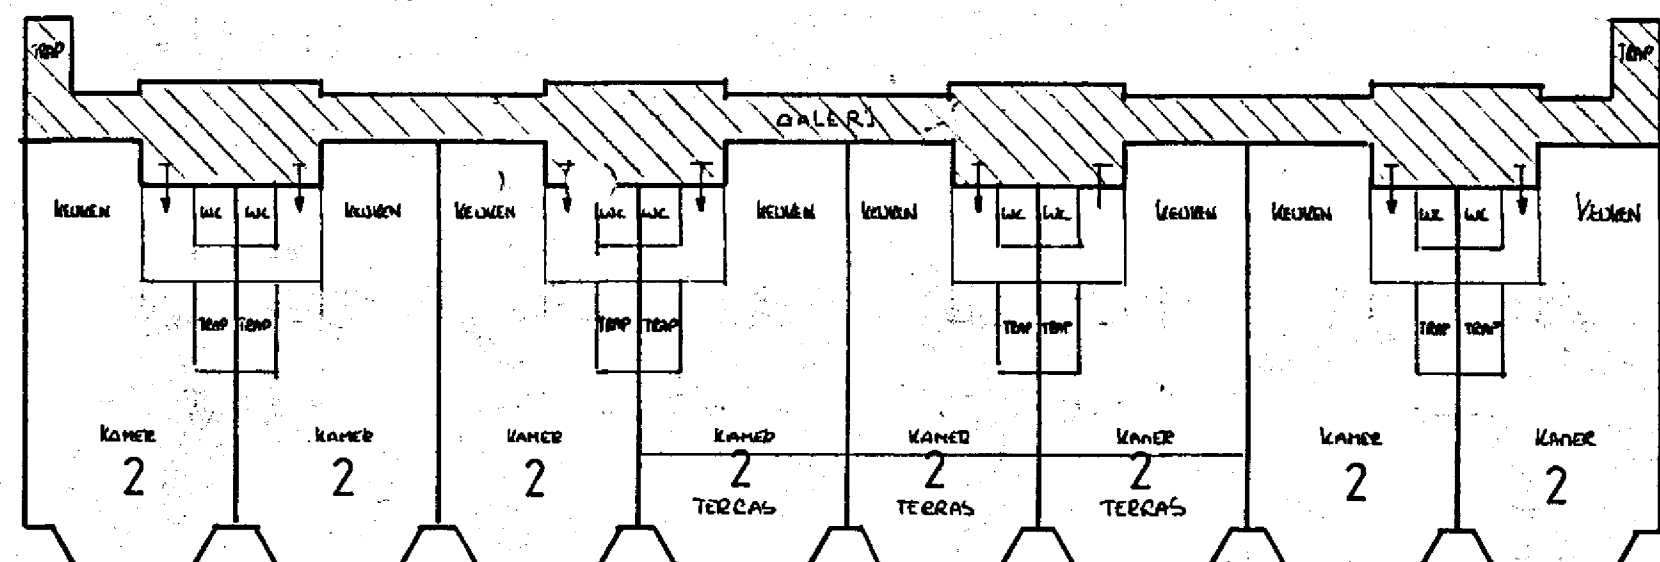 TRAP TRAP
GALERJ
KEUKEN WC WC KEUKEN KEUKEN WC WC KEUKEN KEUKEN WC WC KEUKEN KEUKEN WC WC KEUKEN
TRAP TRAP TRAP TRAP TRAP TRAP TRAP TRAP
KAMER KAMER KAMER KAMER KAMER KAMER KAMER KAMER
2 2 2 2 2 2 2 2
TERRAS TERRAS TERRAS